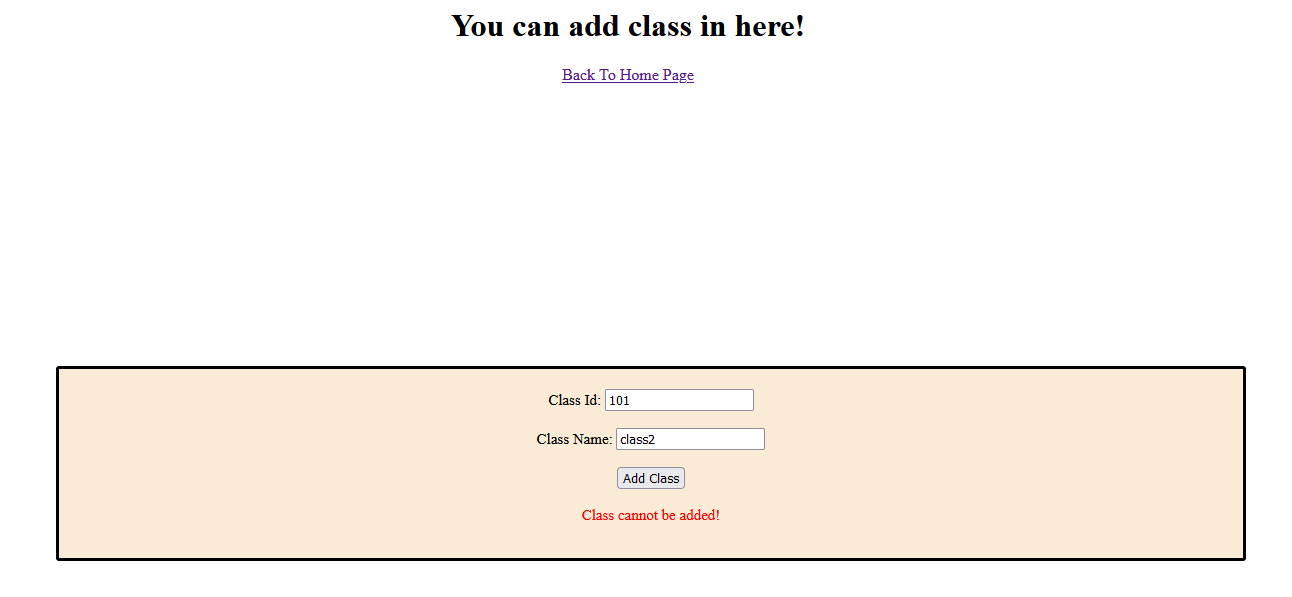 You can add class in here!
Back To Home Page
Class Id: 101
Class Name: class2
Add Class
Class cannot be added!